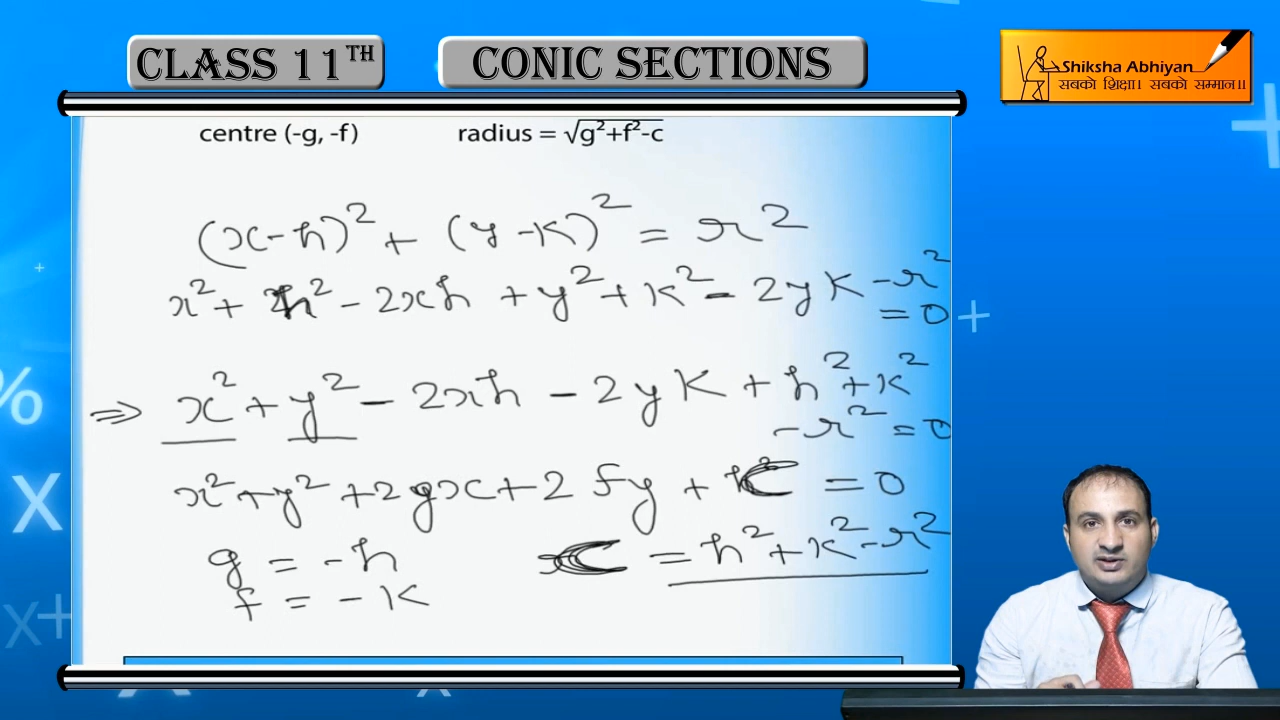 CLASS 11TH
CONIC SECTIONS
Shiksha Abhiyan
सबको शिक्षा। सबको सम्मान।।
centre (-g, -f) radius = √g²+f²-c
(x-h)² + (y-k)² = r²
x² + h² - 2xh + y² + k² - 2yk - r²
= 0
⇒ x² + y² - 2xh - 2yk + h² + k²
- r² = 0
x² + y² + 2gx + 2fy + C = 0
g = -h
C = h² + k² - r²
f = -k
%
X
X+